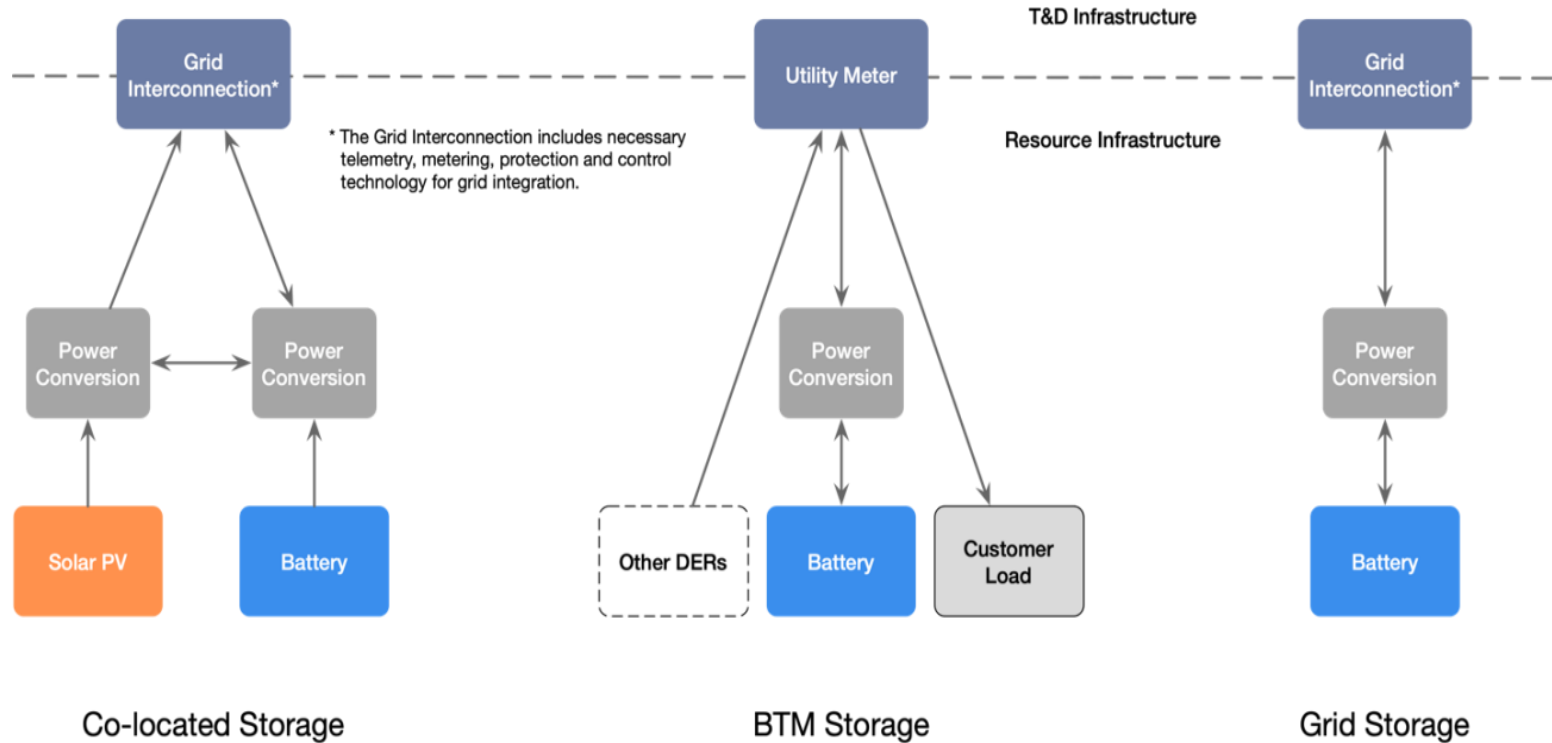 T&D Infrastructure
Grid
Interconnection*
Utility Meter
Grid
Interconnection*
* The Grid Interconnection includes necessary
telemetry, metering, protection and control
technology for grid integration.
Resource Infrastructure
Power
Conversion
Power
Conversion
Power
Conversion
Power
Conversion
Solar PV
Battery
Other DERs
Battery
Customer
Load
Battery
Co-located Storage
BTM Storage
Grid Storage